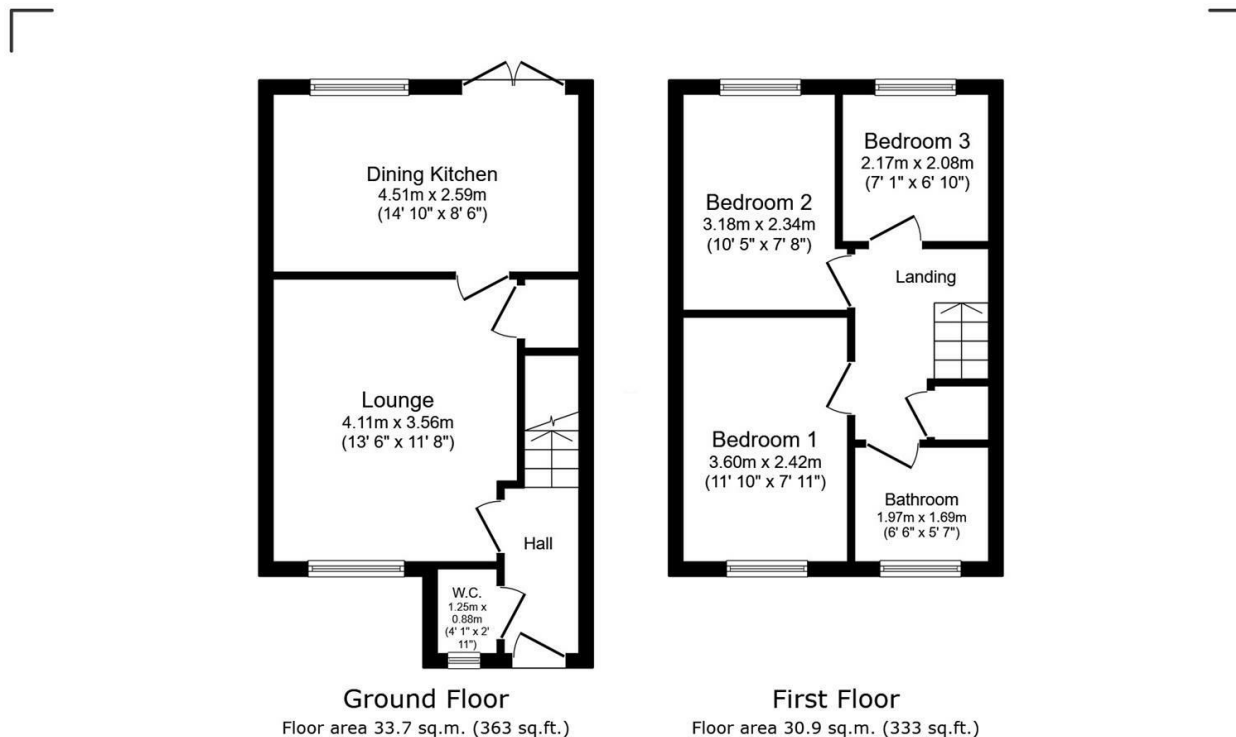 Dining Kitchen
4.51m x 2.59m
(14' 10" x 8' 6")
Lounge
4.11m x 3.56m
(13' 6" x 11' 8")
Hall
W.C.
1.25m x
0.88m
(4' 1" x 2'
11")
Ground Floor
Floor area 33.7 sq.m. (363 sq.ft.)
Bedroom 3
2.17m x 2.08m
(7' 1" x 6' 10")
Bedroom 2
3.18m x 2.34m
(10' 5" x 7' 8")
Landing
Bedroom 1
3.60m x 2.42m
(11' 10" x 7' 11")
Bathroom
1.97m x 1.69m
(6' 6" x 5' 7")
First Floor
Floor area 30.9 sq.m. (333 sq.ft.)